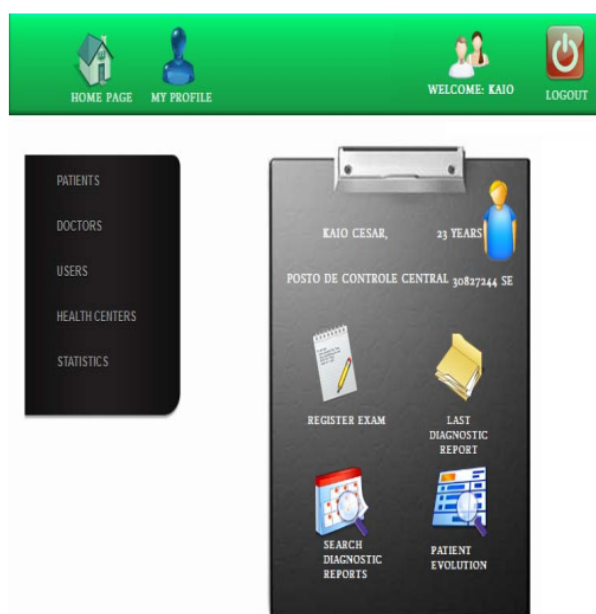 HOME PAGE MY PROFILE WELCOME: KAIO LOGOUT
PATIENTS
DOCTORS
USERS
HEALTH CENTERS
STATISTICS
KAIO CESAR, 23 YEARS
POSTO DE CONTROLE CENTRAL 30827244 SE
REGISTER EXAM
LAST
DIAGNOSTIC
REPORT
SEARCH
DIAGNOSTIC
REPORTS
PATIENT
EVOLUTION